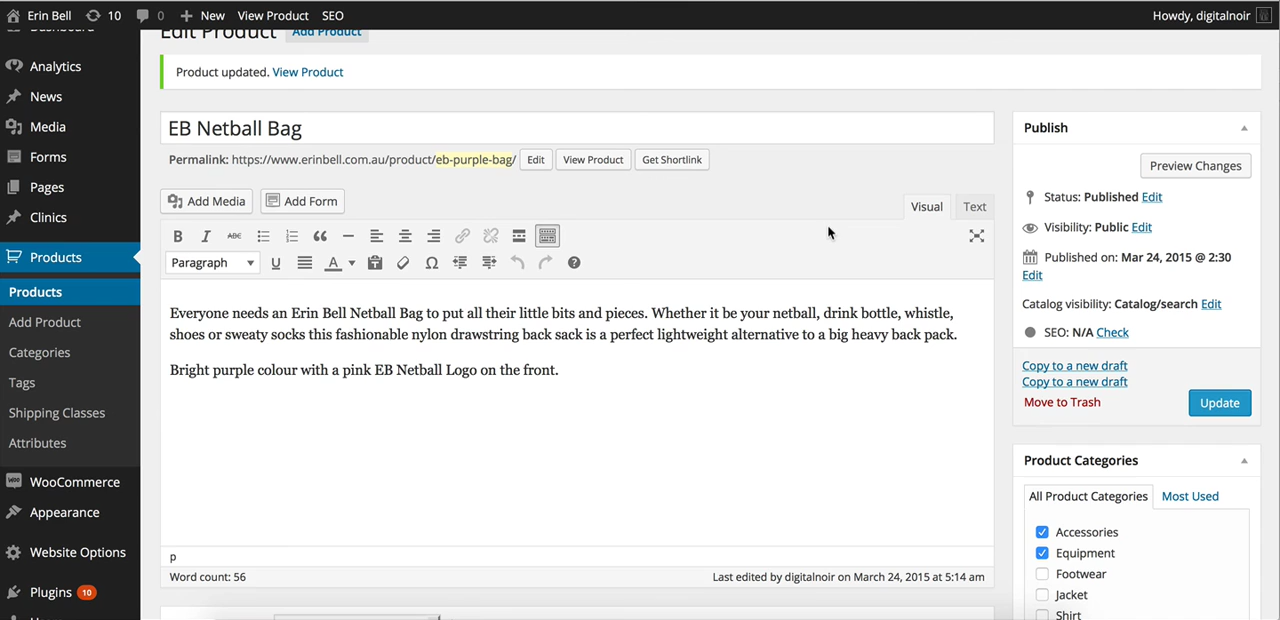 Erin Bell 10 0 New View Product SEO Howdy, digitalnoir
Dashboard
Analytics
News
Media
Forms
Pages
Clinics
Products
Products
Add Product
Categories
Tags
Shipping Classes
Attributes
WooCommerce
Appearance
Website Options
Plugins 10
Edit Product Add Product
Product updated. View Product
EB Netball Bag
Permalink: https://www.erinbell.com.au/product/eb-purple-bag/ Edit View Product Get Shortlink
Add Media Add Form
Visual Text
B I ABC
Paragraph U A
Everyone needs an Erin Bell Netball Bag to put all their little bits and pieces. Whether it be your netball, drink bottle, whistle,
shoes or sweaty socks this fashionable nylon drawstring back sack is a perfect lightweight alternative to a big heavy back pack.
Bright purple colour with a pink EB Netball Logo on the front.
p
Word count: 56 Last edited by digitalnoir on March 24, 2015 at 5:14 am
Publish
Preview Changes
Status: Published Edit
Visibility: Public Edit
Published on: Mar 24, 2015 @ 2:30
Edit
Catalog visibility: Catalog/search Edit
SEO: N/A Check
Copy to a new draft
Copy to a new draft
Move to Trash Update
Product Categories
All Product Categories Most Used
Accessories
Equipment
Footwear
Jacket
Shirt